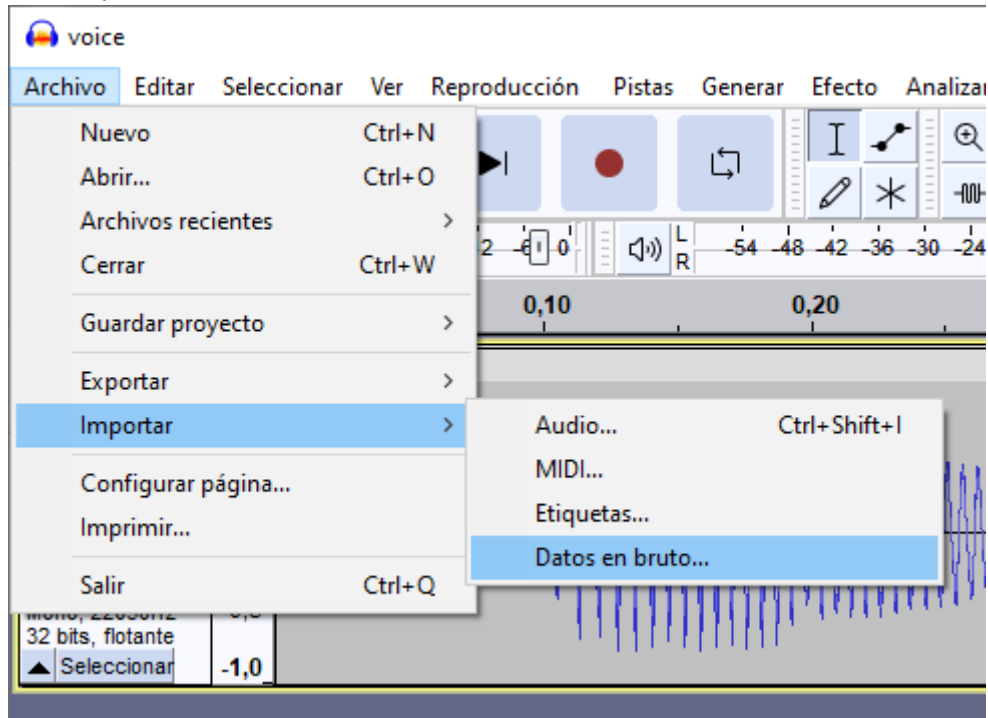 voice
Archivo Editar Seleccionar Ver Reproducción Pistas Generar Efecto Analizar
Nuevo Ctrl+N
Abrir... Ctrl+O
Archivos recientes >
Cerrar Ctrl+W
Guardar proyecto >
Exportar >
Importar >
Configurar página...
Imprimir...
Salir Ctrl+Q
Audio... Ctrl+Shift+I
MIDI...
Etiquetas...
Datos en bruto...
0
L
R
-54 -48 -42 -36 -30 -24
0,10 0,20
32 bits, flotante
Seleccionar
-1,0